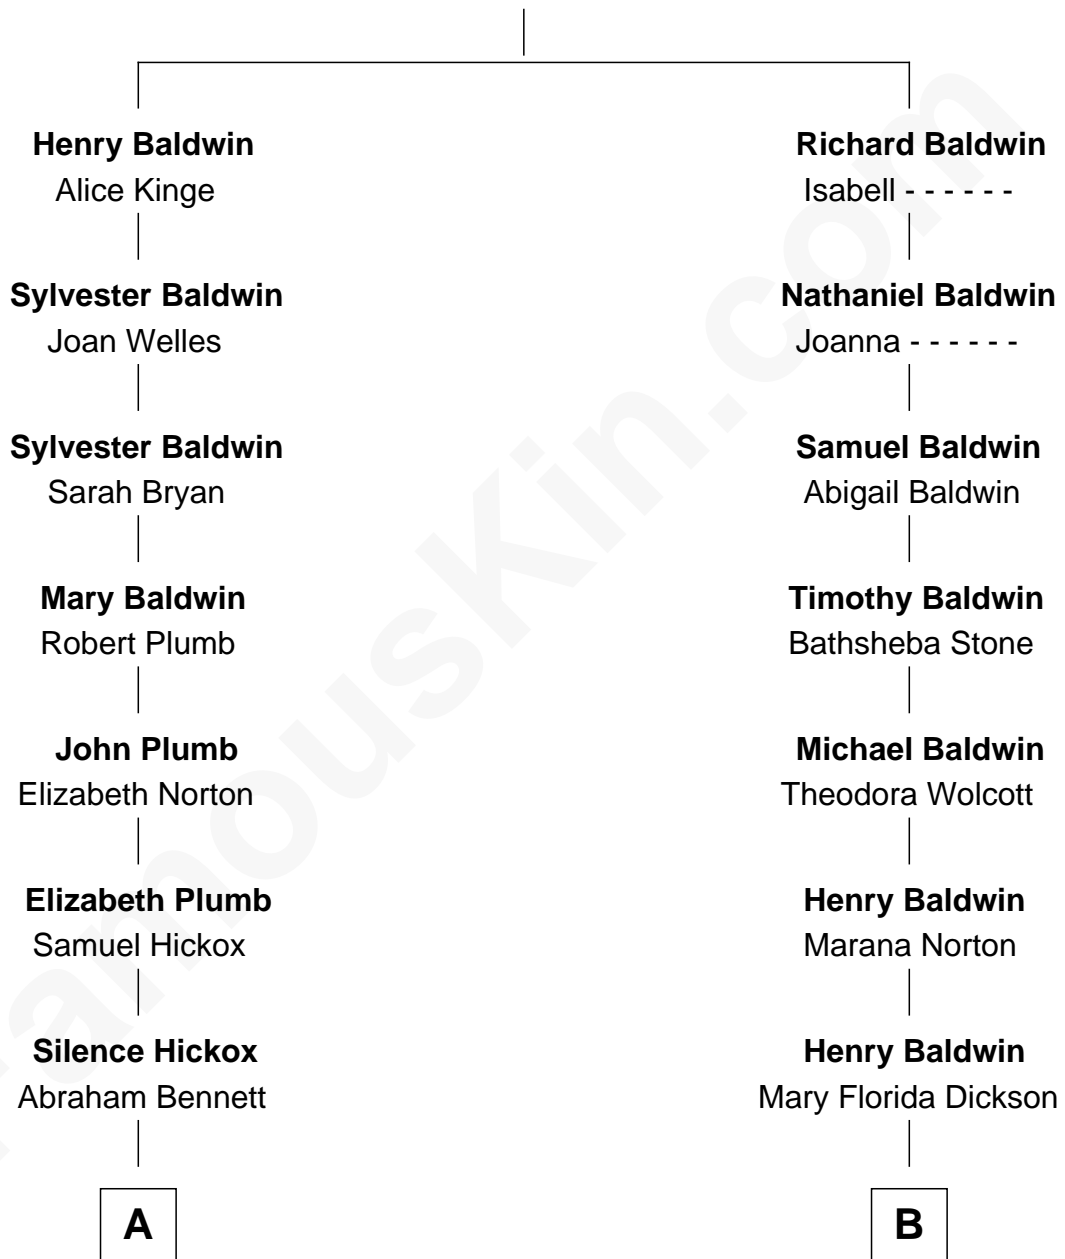 Henry Baldwin
Alice Kinge
Richard Baldwin
Isabell - - - - - -
Sylvester Baldwin
Joan Welles
Nathaniel Baldwin
Joanna - - - - - -
Sylvester Baldwin
Sarah Bryan
Samuel Baldwin
Abigail Baldwin
Mary Baldwin
Robert Plumb
Timothy Baldwin
Bathsheba Stone
John Plumb
Elizabeth Norton
Michael Baldwin
Theodora Wolcott
Elizabeth Plumb
Samuel Hickox
Henry Baldwin
Marana Norton
Silence Hickox
Abraham Bennett
Henry Baldwin
Mary Florida Dickson
A
B
FamousKin.com